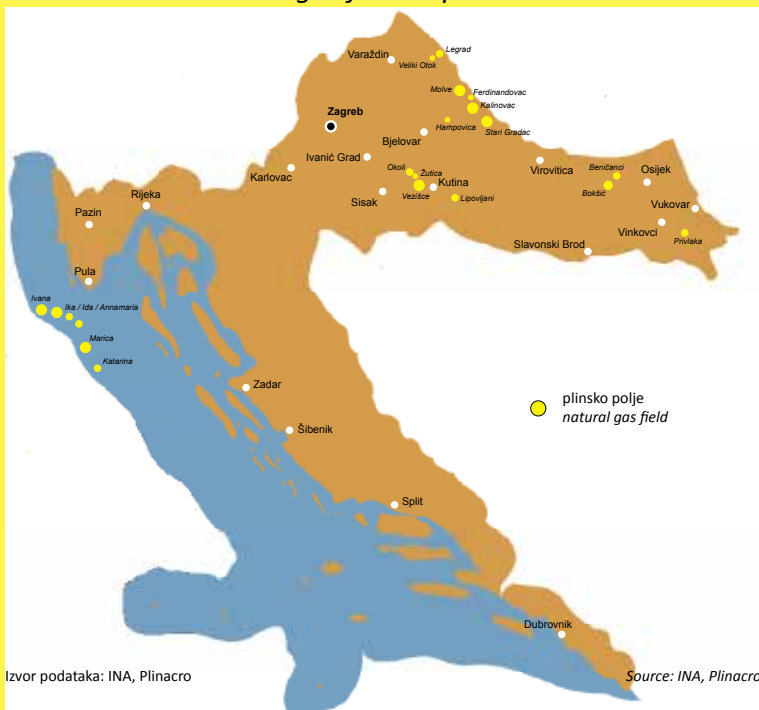 Legrad
Varaždin
Veliki Otok
Molve
Ferdinandovac
Kalinovac
Zagreb
Hampovica
Stari Gradac
Bjelovar
Ivanić Grad
Virovitica
Karlovac
Okoli
Žutica
Beničanci
Osijek
Kutina
Vezišce
Bokšić
Rijeka
Sisak
Lipovljani
Vukovar
Pazin
Vinkovci
Privlaka
Slavonski Brod
Pula
Ivana
Ika / Ida / Annamaria
Marica
Katarina
Zadar
plinsko polje
natural gas field
Šibenik
Split
Dubrovnik
Izvor podataka: INA, Plinacro
Source: INA, Plinacro